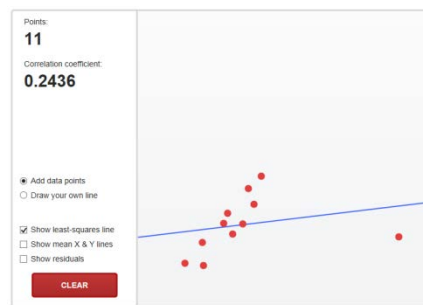 Points:
11
Correlation coefficient:
0.2436
Add data points
Draw your own line
Show least-squares line
Show mean X & Y lines
Show residuals
CLEAR